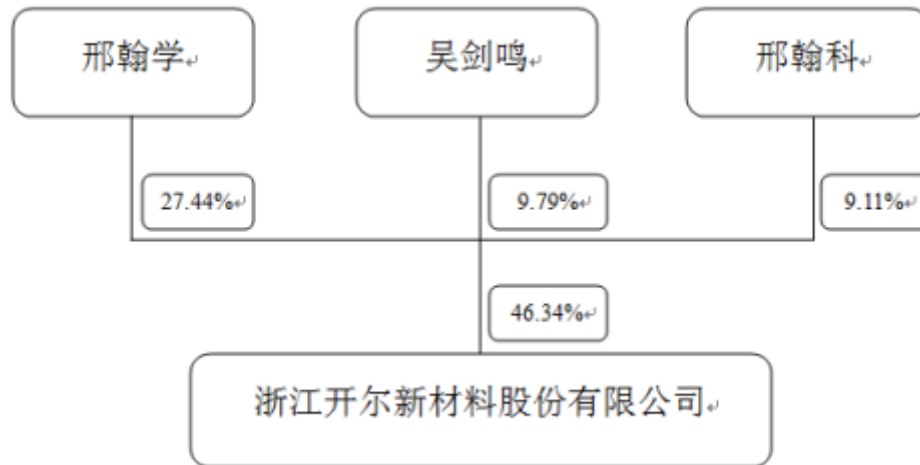 邢翰学
吴剑鸣
邢翰科
27.44%
9.79%
9.11%
46.34%
浙江开尔新材料股份有限公司